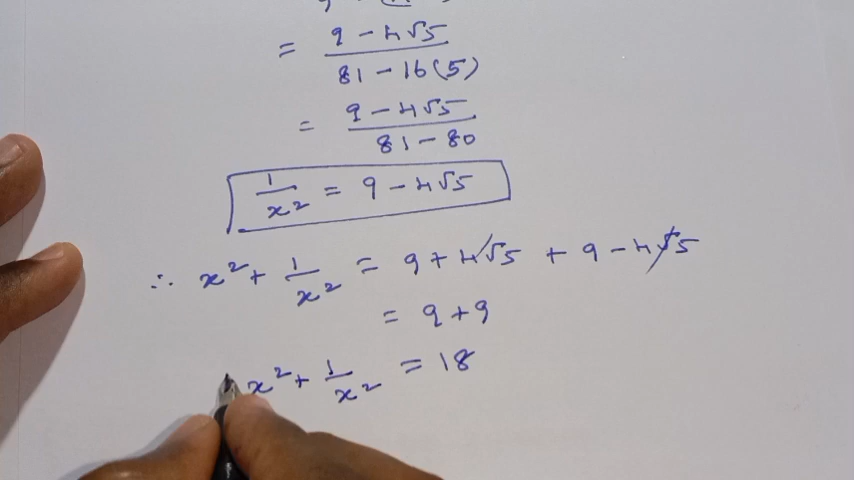 = 9 - 4√5 / 81 - 16(5)
= 9 - 4√5 / 81 - 80
1/x² = 9 - 4√5
∴ x² + 1/x² = 9 + 4√5 + 9 - 4√5
= 9 + 9
x² + 1/x² = 18